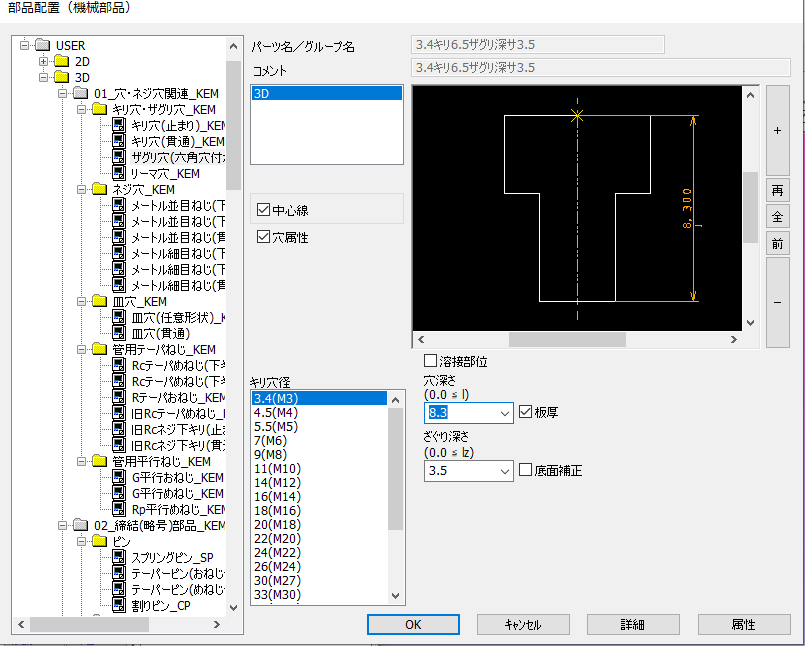 部品配置（機械部品）
USER
2D
3D
01_穴・ネジ穴関連_KEM
キリ穴・ザグリ穴_KEM
キリ穴(止まり)_KEM
キリ穴(貫通)_KEM
ザグリ穴(六角穴付
リーマ穴_KEM
ネジ穴_KEM
メートル並目ねじ(下
メートル並目ねじ(下
メートル並目ねじ(貫
メートル細目ねじ(下
メートル細目ねじ(下
メートル細目ねじ(貫
皿穴_KEM
皿穴(任意形状)_K
皿穴(貫通)
管用テーパねじ_KEM
Rcテーパめねじ(下キ
Rcテーパめねじ(下キ
Rテーパおねじ_KEM
旧Rcテーパめねじ_
旧Rcネジ下キリ(止ま
旧Rcネジ下キリ(貫
管用平行ねじ_KEM
G平行おねじ_KEM
G平行めねじ_KEM
Rp平行めねじ_KEM
02_締結(略号)部品_KEM
ピン
スプリングピン_SP
テーパーピン(おねじ
テーパーピン(めねじ
割りピン_CP
パーツ名／グループ名
3.4キリ6.5ザグリ深サ3.5
コメント
3.4キリ6.5ザグリ深サ3.5
3D
中心線
穴属性
8,300
l
+
再
全
前
-
キリ穴径
3.4(M3)
4.5(M4)
5.5(M5)
7(M6)
9(M8)
11(M10)
14(M12)
16(M14)
18(M16)
20(M18)
22(M20)
24(M22)
26(M24)
30(M27)
33(M30)
溶接部位
穴深さ
(0.0 ≤ l)
8.3
板厚
ざぐり深さ
(0.0 ≤ lz)
3.5
底面補正
OK
キャンセル
詳細
属性